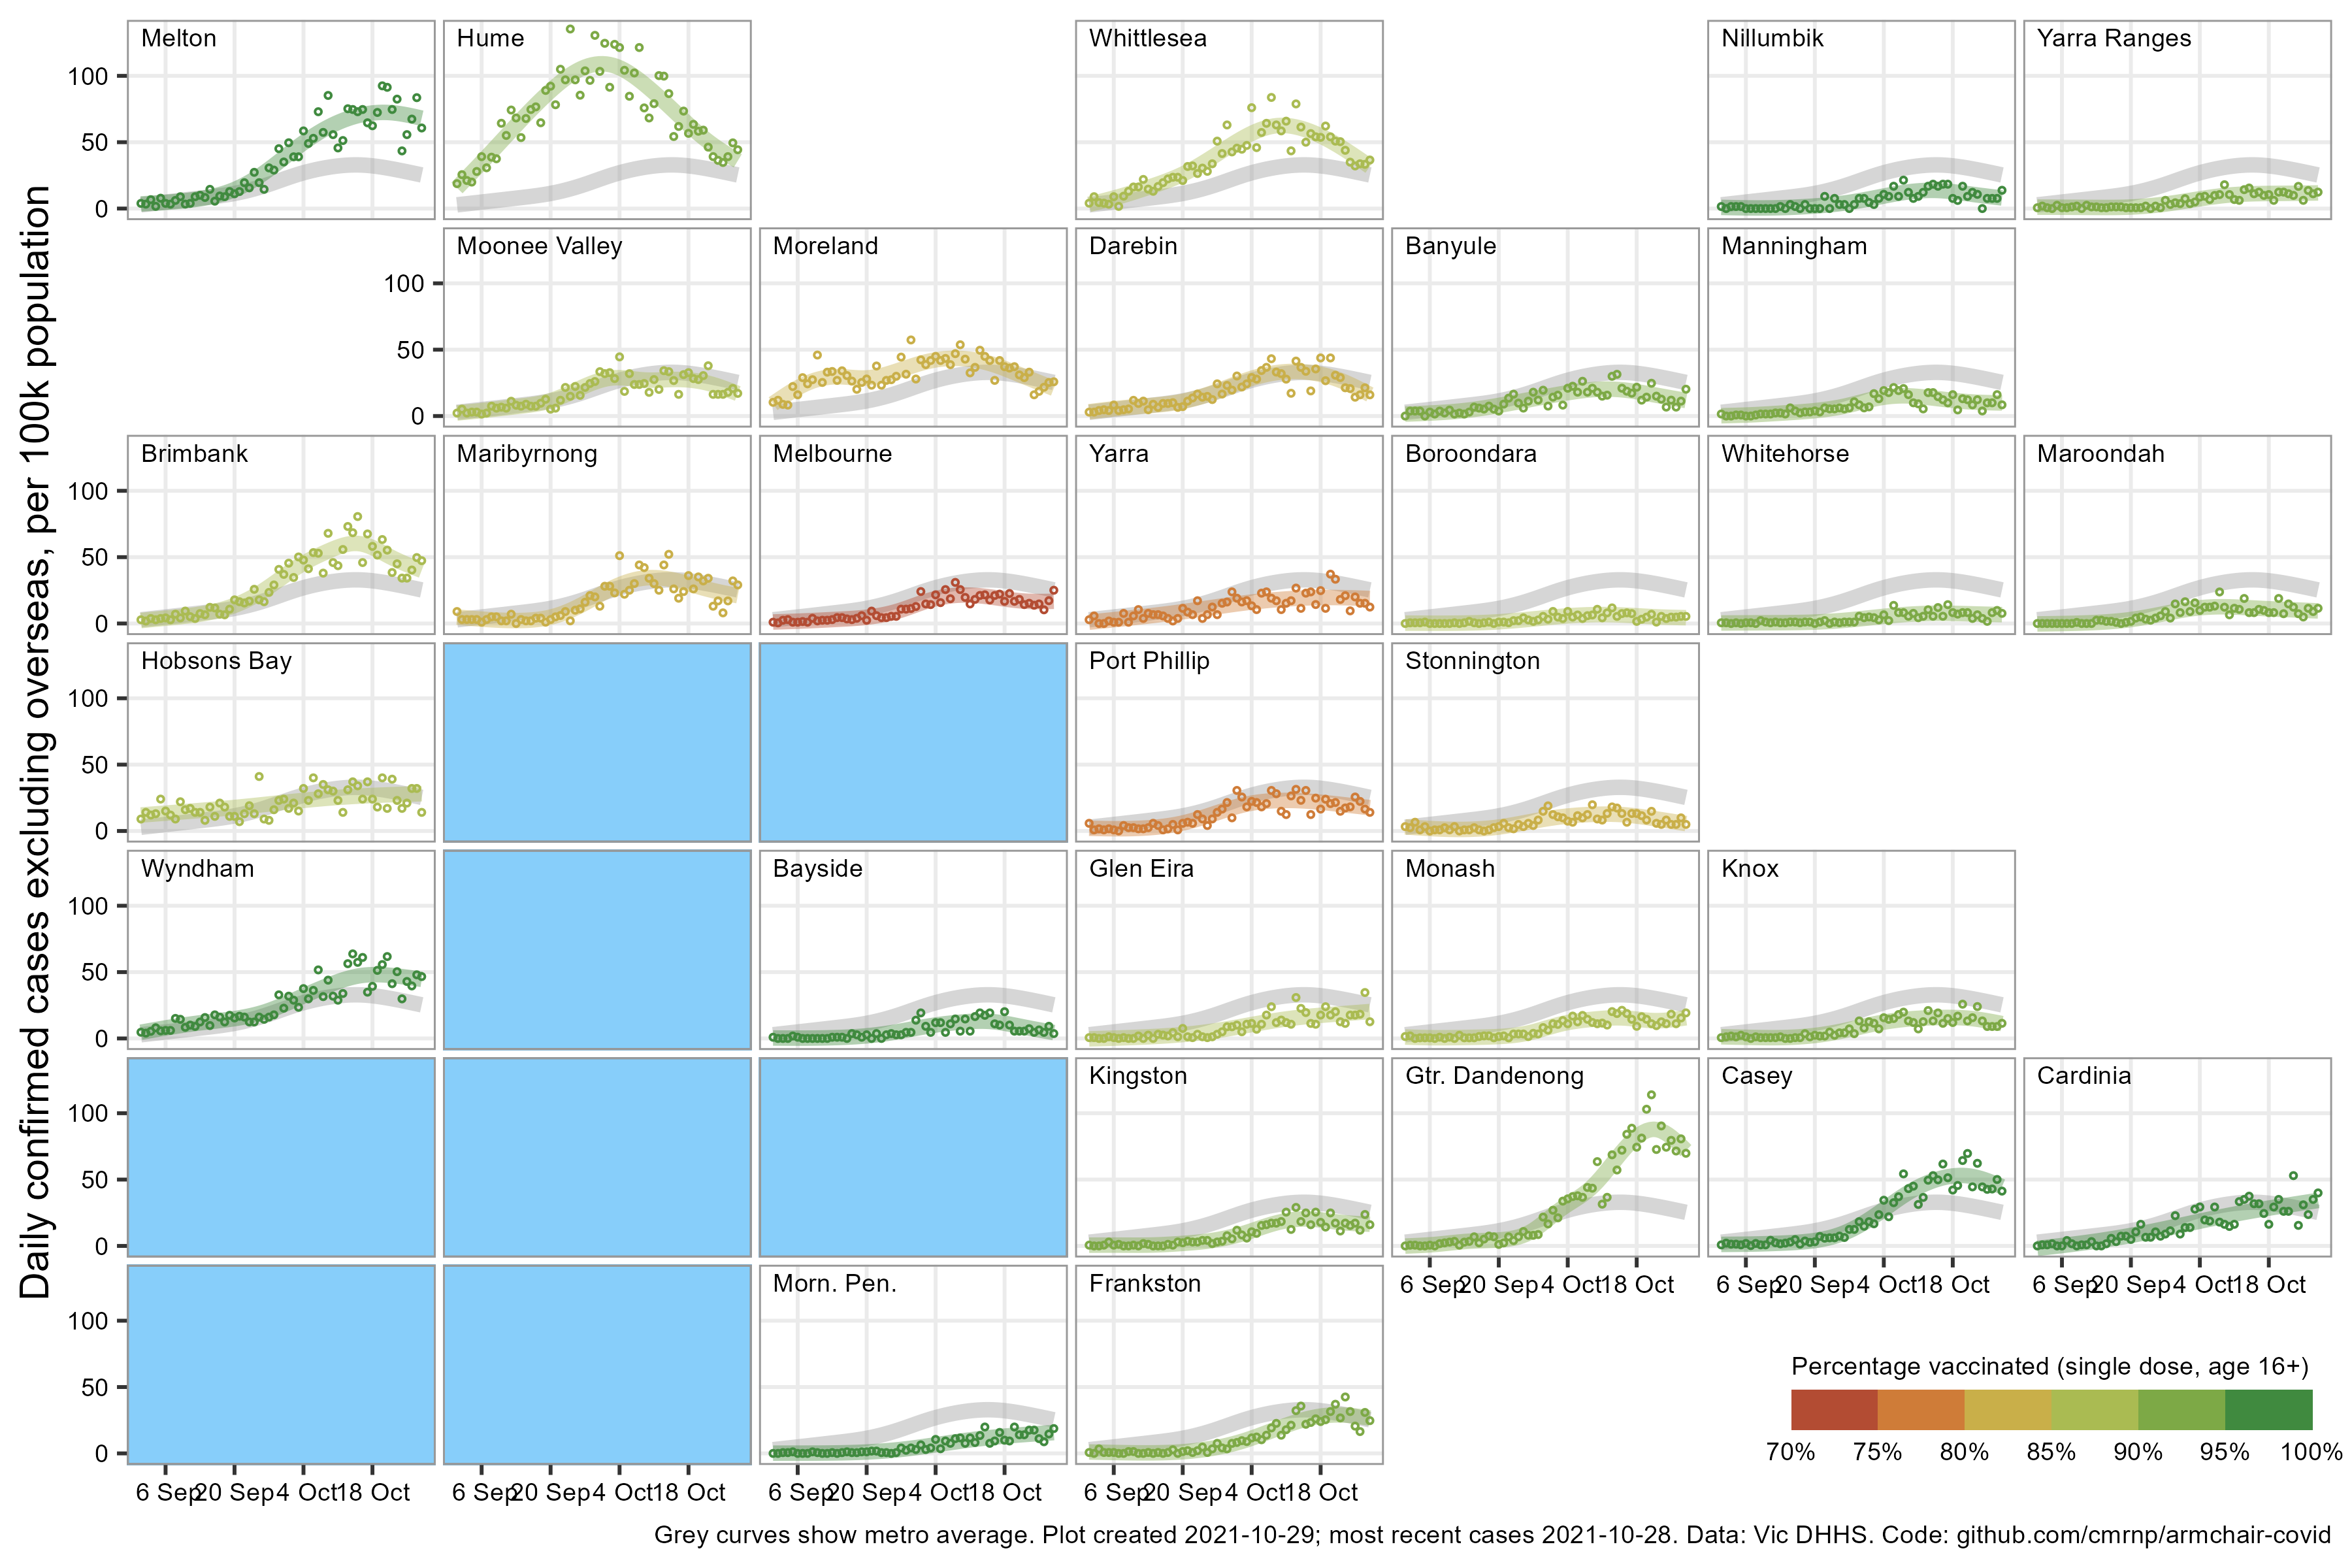 Daily confirmed cases excluding overseas, per 100k population
Melton
Hume
Whittlesea
Nillumbik
Yarra Ranges
100
50
0
Moonee Valley
Moreland
Darebin
Banyule
Manningham
100
50
0
Brimbank
Maribyrnong
Melbourne
Yarra
Boroondara
Whitehorse
Maroondah
100
50
0
Hobsons Bay
Port Phillip
Stonnington
100
50
0
Wyndham
Bayside
Glen Eira
Monash
Knox
100
50
0
Kingston
Gtr. Dandenong
Casey
Cardinia
100
50
0
6 Sep 20 Sep 4 Oct 18 Oct
6 Sep 20 Sep 4 Oct 18 Oct
6 Sep 20 Sep 4 Oct 18 Oct
Morn. Pen.
Frankston
100
50
0
6 Sep 20 Sep 4 Oct 18 Oct
6 Sep 20 Sep 4 Oct 18 Oct
6 Sep 20 Sep 4 Oct 18 Oct
6 Sep 20 Sep 4 Oct 18 Oct
Percentage vaccinated (single dose, age 16+)
70% 75% 80% 85% 90% 95% 100%
Grey curves show metro average. Plot created 2021-10-29; most recent cases 2021-10-28. Data: Vic DHHS. Code: github.com/cmrnp/armchair-covid